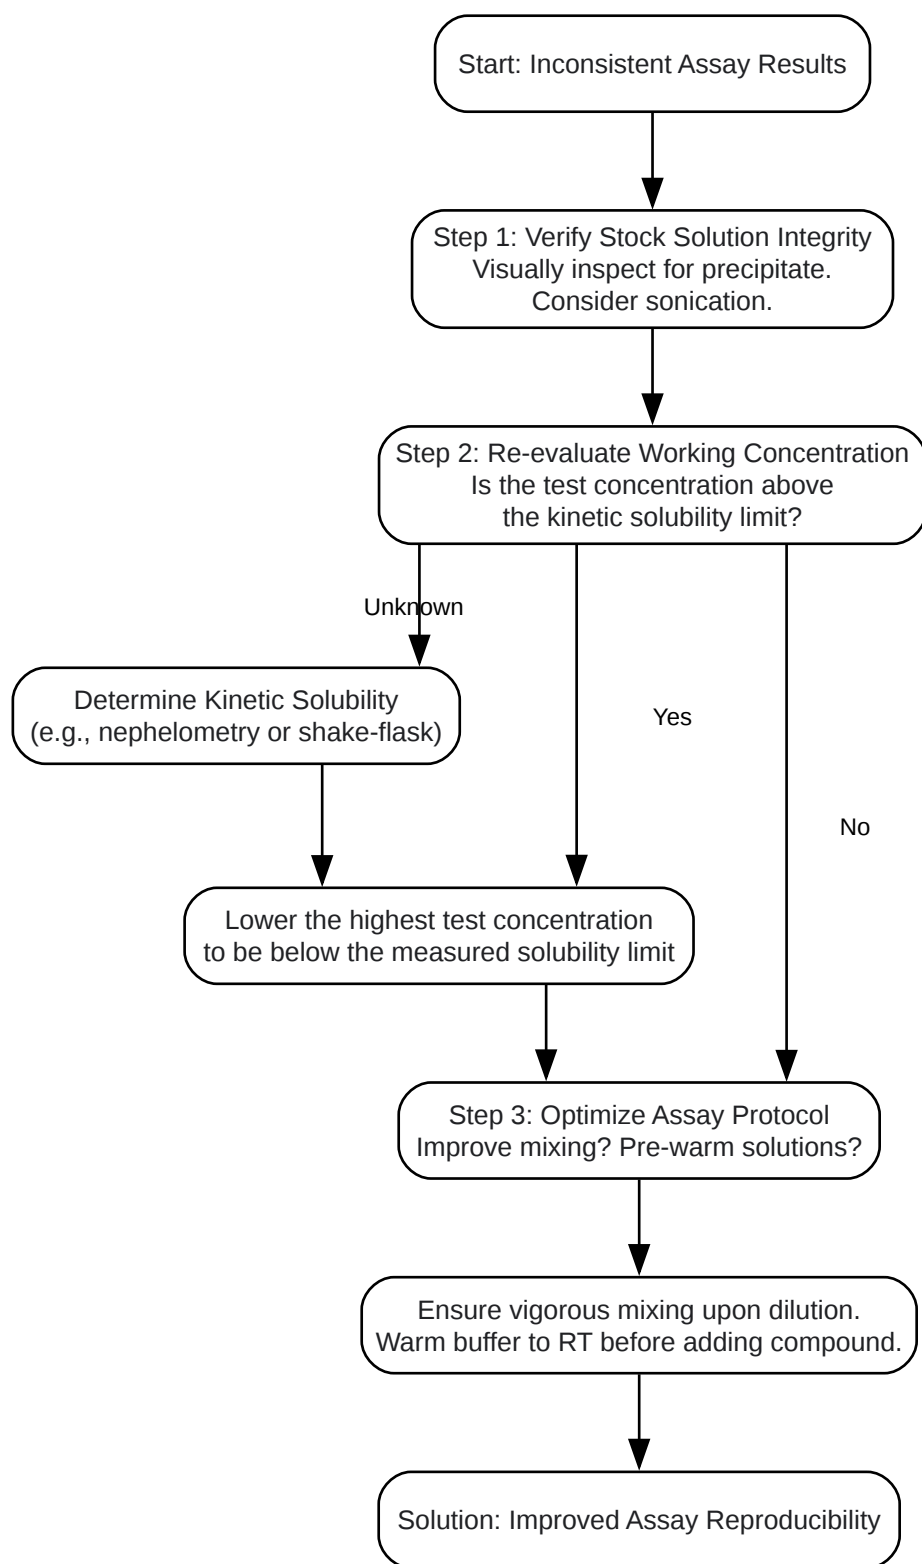 Start: Inconsistent Assay Results
Step 1: Verify Stock Solution Integrity
Visually inspect for precipitate.
Consider sonication.
Step 2: Re-evaluate Working Concentration
Is the test concentration above
the kinetic solubility limit?
Unknown
Determine Kinetic Solubility
(e.g., nephelometry or shake-flask)
Yes
No
Lower the highest test concentration
to be below the measured solubility limit
Step 3: Optimize Assay Protocol
Improve mixing? Pre-warm solutions?
Ensure vigorous mixing upon dilution.
Warm buffer to RT before adding compound.
Solution: Improved Assay Reproducibility